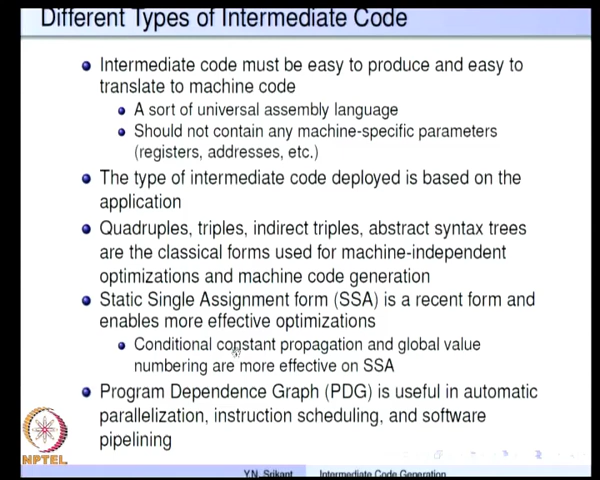 Different Types of Intermediate Code
Intermediate code must be easy to produce and easy to
translate to machine code
A sort of universal assembly language
Should not contain any machine-specific parameters
(registers, addresses, etc.)
The type of intermediate code deployed is based on the
application
Quadruples, triples, indirect triples, abstract syntax trees
are the classical forms used for machine-independent
optimizations and machine code generation
Static Single Assignment form (SSA) is a recent form and
enables more effective optimizations
Conditional constant propagation and global value
numbering are more effective on SSA
Program Dependence Graph (PDG) is useful in automatic
parallelization, instruction scheduling, and software
pipelining
NPTEL
Y.N. Srikant Intermediate Code Generation